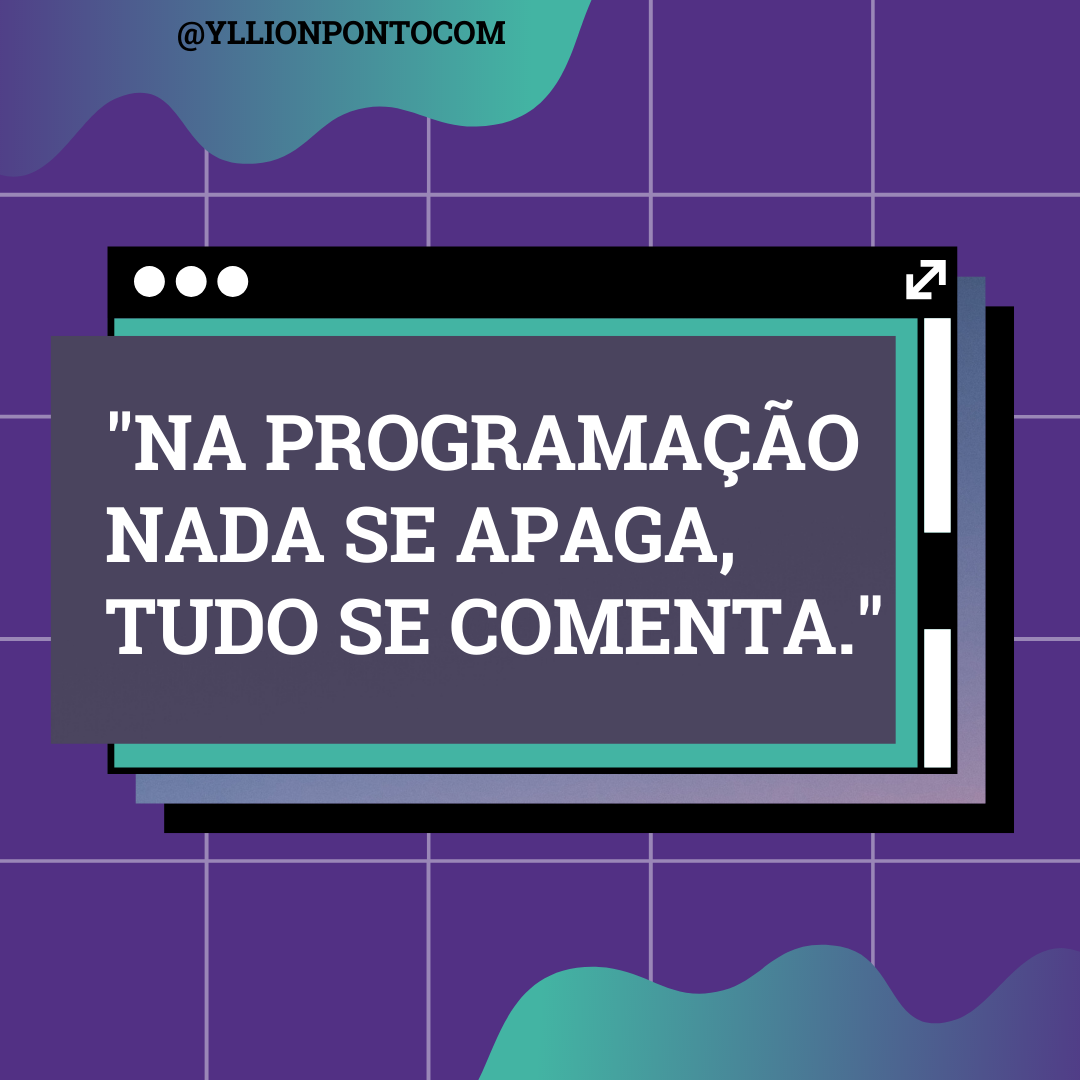 @YLLIONPONTOCOM
"NA PROGRAMAÇÃO
NADA SE APAGA,
TUDO SE COMENTA."